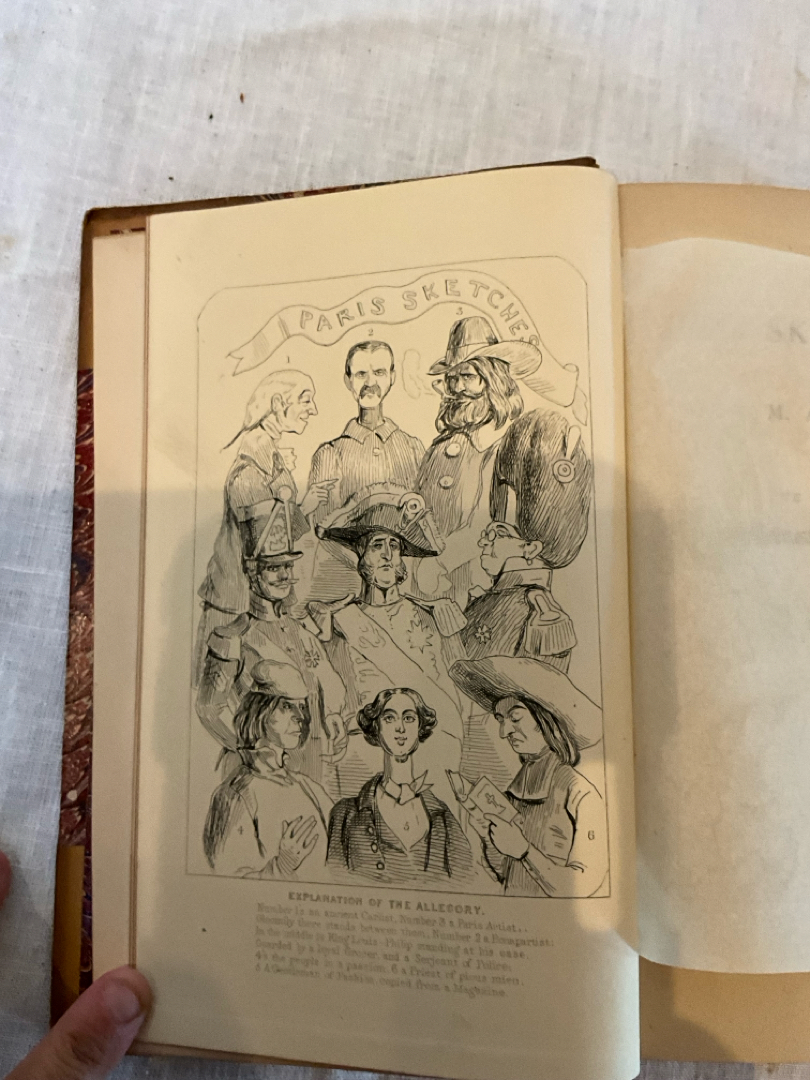 PARIS SKETCHES
1
2
3
4
5
6
EXPLANATION OF THE ALLEGORY.
Number 1s an ancient Carlist, Number 3 a Paris Artist..
Gloomily there stands between them, Number 2 a Bonapartist;
In the middle is King Louis-Philip standing at his ease,
Guarded by a loyal Grocer, and a Serjeant of Police;
4's the people in a passion, 6 a Priest of pious mien,
5 A Gentleman of Fashion, copied from a Magazine.
SK
M.